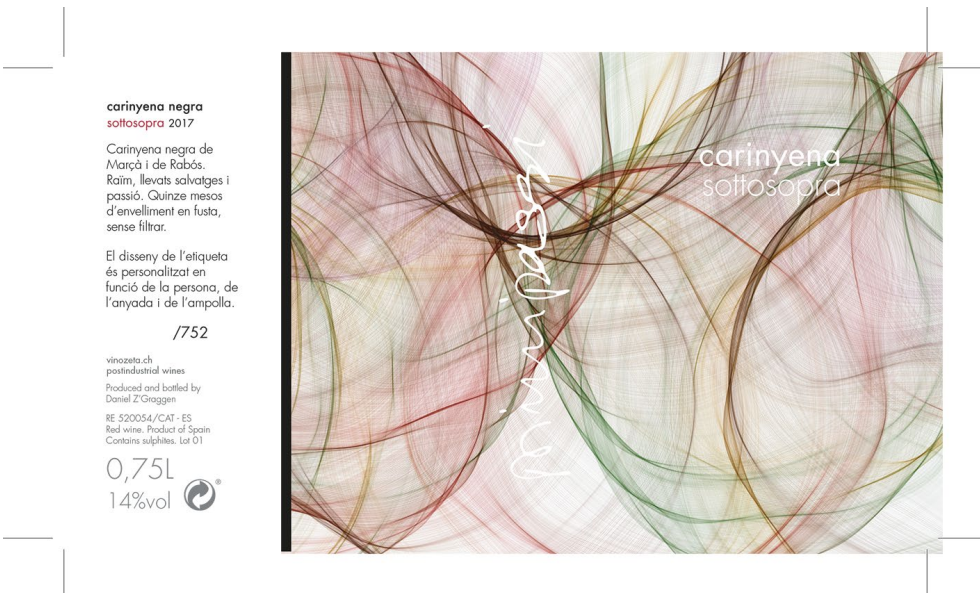 carinyena negra
sottosopra 2017
Carinyena negra de
Marçà i de Rabós.
Raïm, llevats salvatges i
passió. Quinze mesos
d’envelliment en fusta,
sense filtrar.
El disseny de l’etiqueta
és personalitzat en
funció de la persona, de
l’anyada i de l’ampolla.
/752
vinozeta.ch
postindustrial wines
Produced and bottled by
Daniel Z’Graggen
RE 520054/CAT - ES
Red wine. Product of Spain
Contains sulphites. Lot 01
0,75L
14%vol
®
carinyena
sottosopra